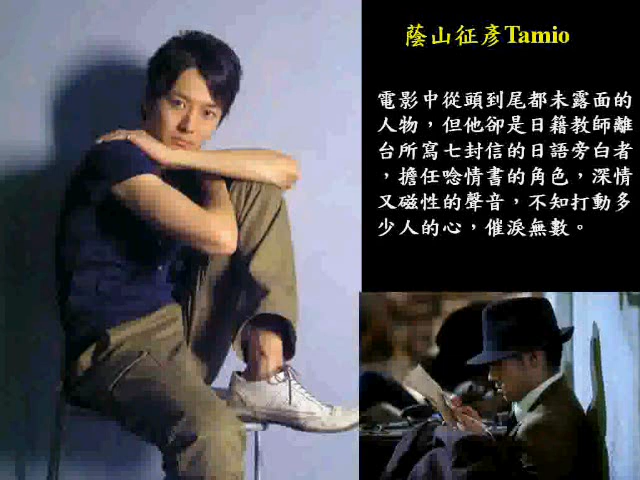 蔭山征彥Tamio
電影中從頭到尾都未露面的
人物，但他卻是日籍教師離
台所寫七封信的日語旁白者
，擔任唸情書的角色，深情
又磁性的聲音，不知打動多
少人的心，催淚無數。